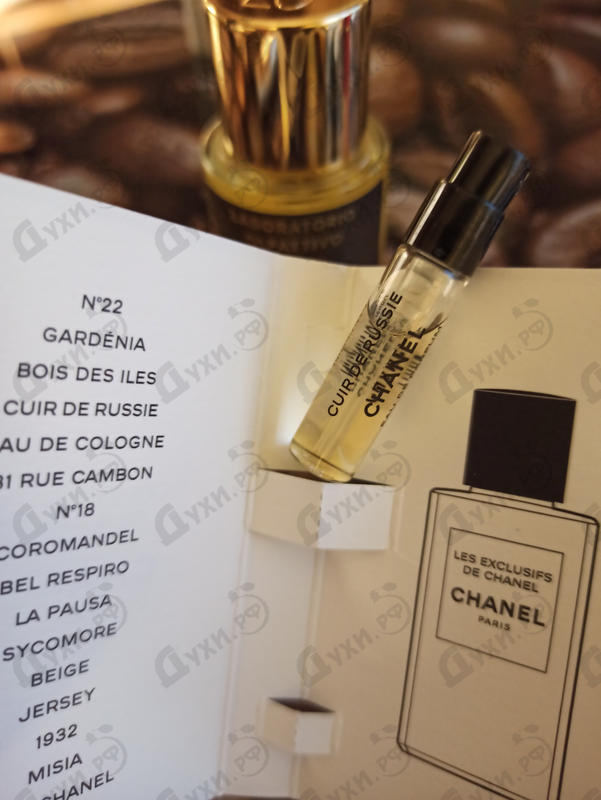 LABORATORIO
OLFATTIVO
N°22
GARDÉNIA
BOIS DES ILES
CUIR DE RUSSIE
AU DE COLOGNE
31 RUE CAMBON
N°18
COROMANDEL
BEL RESPIRO
LA PAUSA
SYCOMORE
BEIGE
JERSEY
1932
MISIA
CHANEL
CUIR DE RUSSIE
CHANEL
LES EXCLUSIFS
DE CHANEL
CHANEL
PARIS
Духи.рф